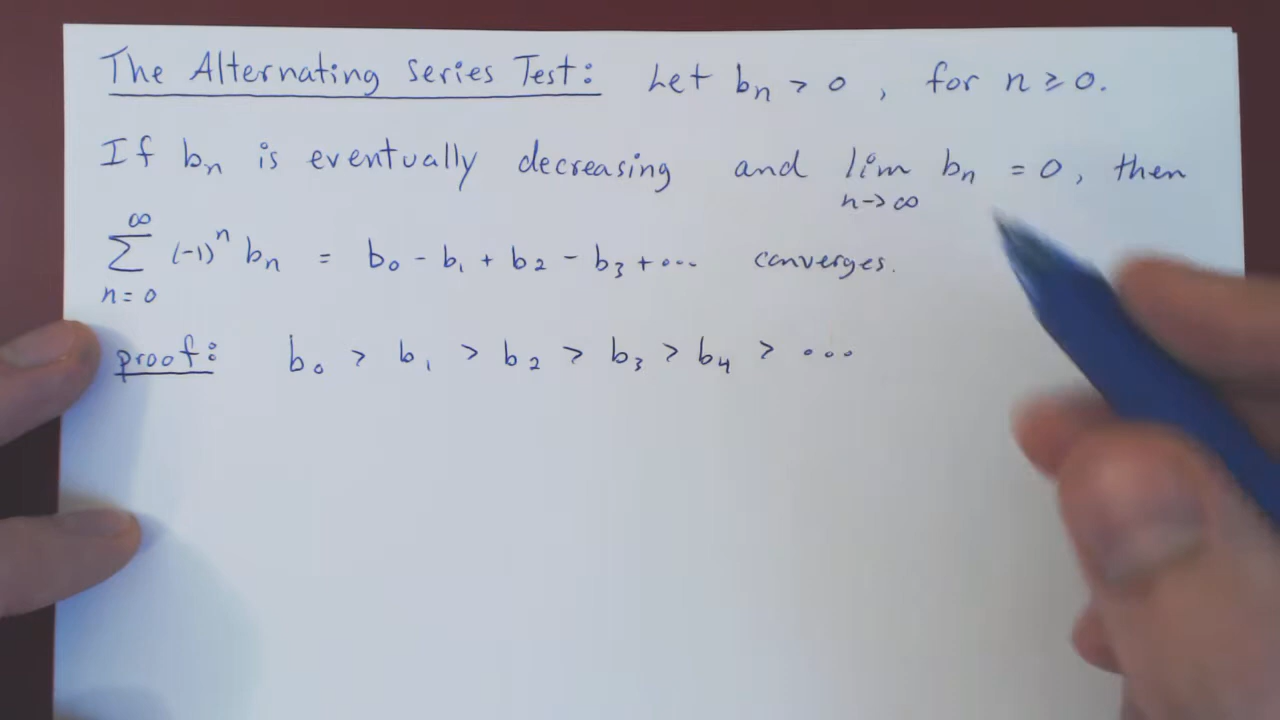 The Alternating Series Test: Let bₙ > 0, for n ≥ 0.
If bₙ is eventually decreasing and lim bₙ = 0, then
n→∞
∞
∑ (-1)ⁿ bₙ = b₀ - b₁ + b₂ - b₃ + ... converges.
n=0
proof: b₀ > b₁ > b₂ > b₃ > b₄ > ...